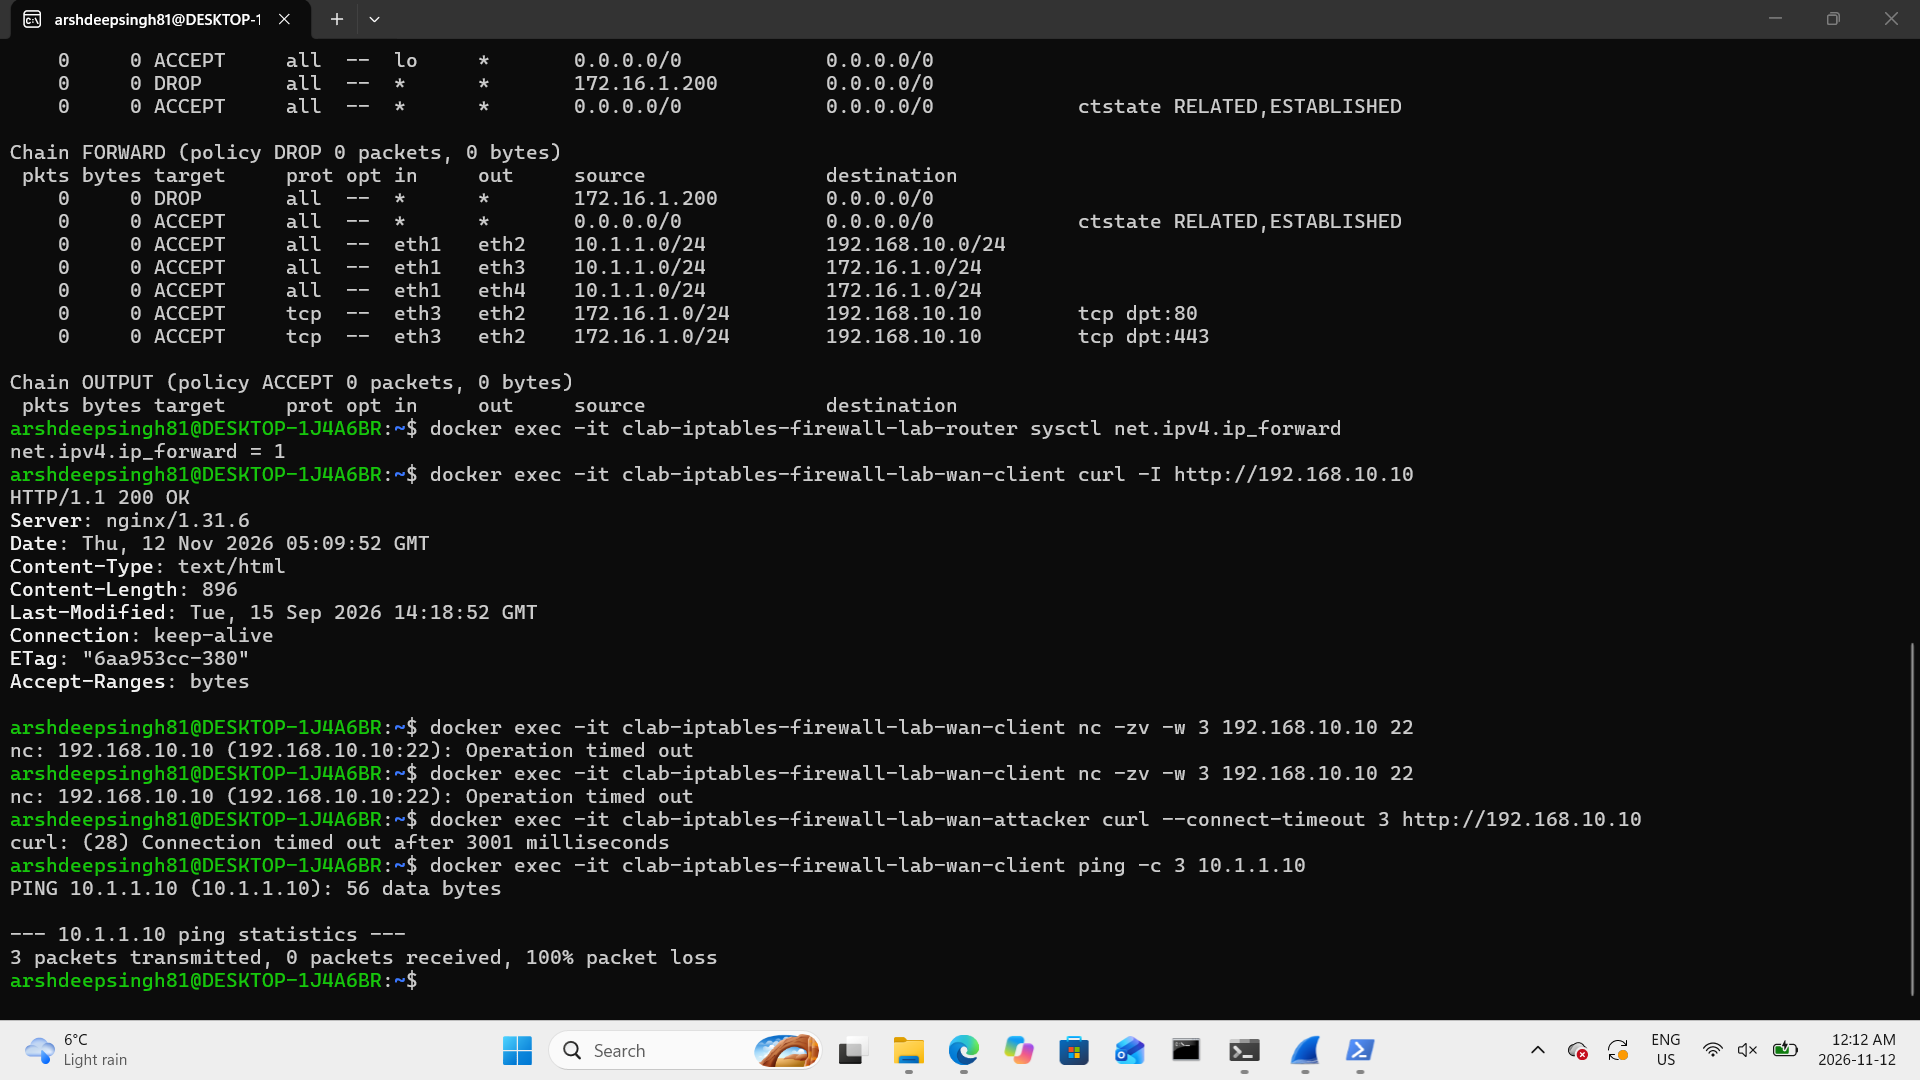 arshdeepsingh81@DESKTOP-1
0 0 ACCEPT all -- lo * 0.0.0.0/0 0.0.0.0/0
0 0 DROP all -- * * 172.16.1.200 0.0.0.0/0
0 0 ACCEPT all -- * * 0.0.0.0/0 0.0.0.0/0 ctstate RELATED,ESTABLISHED
Chain FORWARD (policy DROP 0 packets, 0 bytes)
pkts bytes target prot opt in out source destination
0 0 DROP all -- * * 172.16.1.200 0.0.0.0/0
0 0 ACCEPT all -- * * 0.0.0.0/0 0.0.0.0/0 ctstate RELATED,ESTABLISHED
0 0 ACCEPT all -- eth1 eth2 10.1.1.0/24 192.168.10.0/24
0 0 ACCEPT all -- eth1 eth3 10.1.1.0/24 172.16.1.0/24
0 0 ACCEPT all -- eth1 eth4 10.1.1.0/24 172.16.1.0/24
0 0 ACCEPT tcp -- eth3 eth2 172.16.1.0/24 192.168.10.10 tcp dpt:80
0 0 ACCEPT tcp -- eth3 eth2 172.16.1.0/24 192.168.10.10 tcp dpt:443
Chain OUTPUT (policy ACCEPT 0 packets, 0 bytes)
pkts bytes target prot opt in out source destination
arshdeepsingh81@DESKTOP-1J4A6BR:~$ docker exec -it clab-iptables-firewall-lab-router sysctl net.ipv4.ip_forward
net.ipv4.ip_forward = 1
arshdeepsingh81@DESKTOP-1J4A6BR:~$ docker exec -it clab-iptables-firewall-lab-wan-client curl -I http://192.168.10.10
HTTP/1.1 200 OK
Server: nginx/1.31.6
Date: Thu, 12 Nov 2026 05:09:52 GMT
Content-Type: text/html
Content-Length: 896
Last-Modified: Tue, 15 Sep 2026 14:18:52 GMT
Connection: keep-alive
ETag: "6aa953cc-380"
Accept-Ranges: bytes
arshdeepsingh81@DESKTOP-1J4A6BR:~$ docker exec -it clab-iptables-firewall-lab-wan-client nc -zv -w 3 192.168.10.10 22
nc: 192.168.10.10 (192.168.10.10:22): Operation timed out
arshdeepsingh81@DESKTOP-1J4A6BR:~$ docker exec -it clab-iptables-firewall-lab-wan-client nc -zv -w 3 192.168.10.10 22
nc: 192.168.10.10 (192.168.10.10:22): Operation timed out
arshdeepsingh81@DESKTOP-1J4A6BR:~$ docker exec -it clab-iptables-firewall-lab-wan-attacker curl --connect-timeout 3 http://192.168.10.10
curl: (28) Connection timed out after 3001 milliseconds
arshdeepsingh81@DESKTOP-1J4A6BR:~$ docker exec -it clab-iptables-firewall-lab-wan-client ping -c 3 10.1.1.10
PING 10.1.1.10 (10.1.1.10): 56 data bytes
--- 10.1.1.10 ping statistics ---
3 packets transmitted, 0 packets received, 100% packet loss
arshdeepsingh81@DESKTOP-1J4A6BR:~$
6°C
Light rain
Search
ENG
US
12:12 AM
2026-11-12